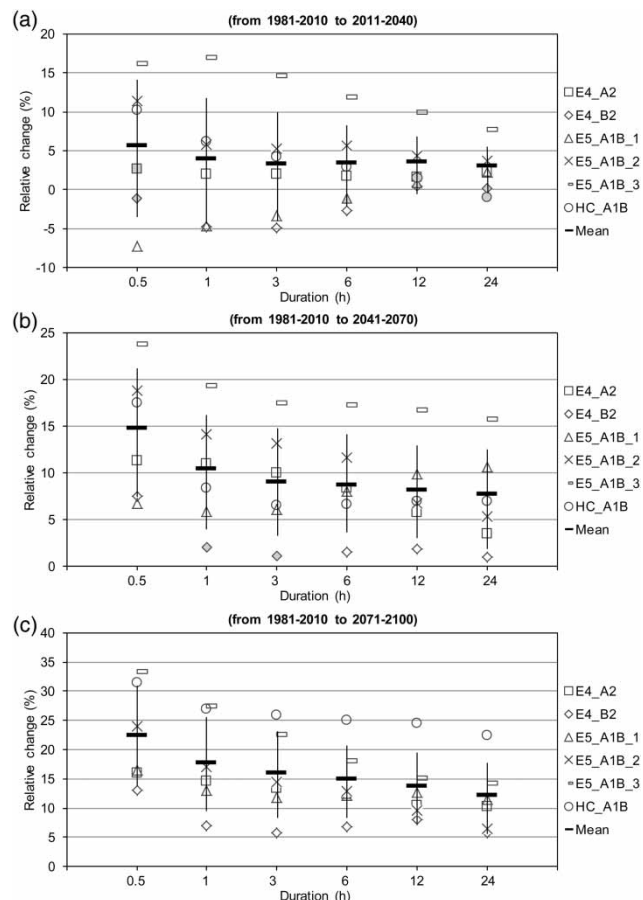 (a)
(from 1981-2010 to 2011-2040)
Relative change (%)
20
15
10
5
0
-5
-10
0.5 1 3 6 12 24
Duration (h)
E4_A2
E4_B2
E5_A1B_1
E5_A1B_2
E5_A1B_3
HC_A1B
Mean
(b)
(from 1981-2010 to 2041-2070)
Relative change (%)
25
20
15
10
5
0
0.5 1 3 6 12 24
Duration (h)
E4_A2
E4_B2
E5_A1B_1
E5_A1B_2
E5_A1B_3
HC_A1B
Mean
(c)
(from 1981-2010 to 2071-2100)
Relative change (%)
40
35
30
25
20
15
10
5
0
0.5 1 3 6 12 24
Duration (h)
E4_A2
E4_B2
E5_A1B_1
E5_A1B_2
E5_A1B_3
HC_A1B
Mean